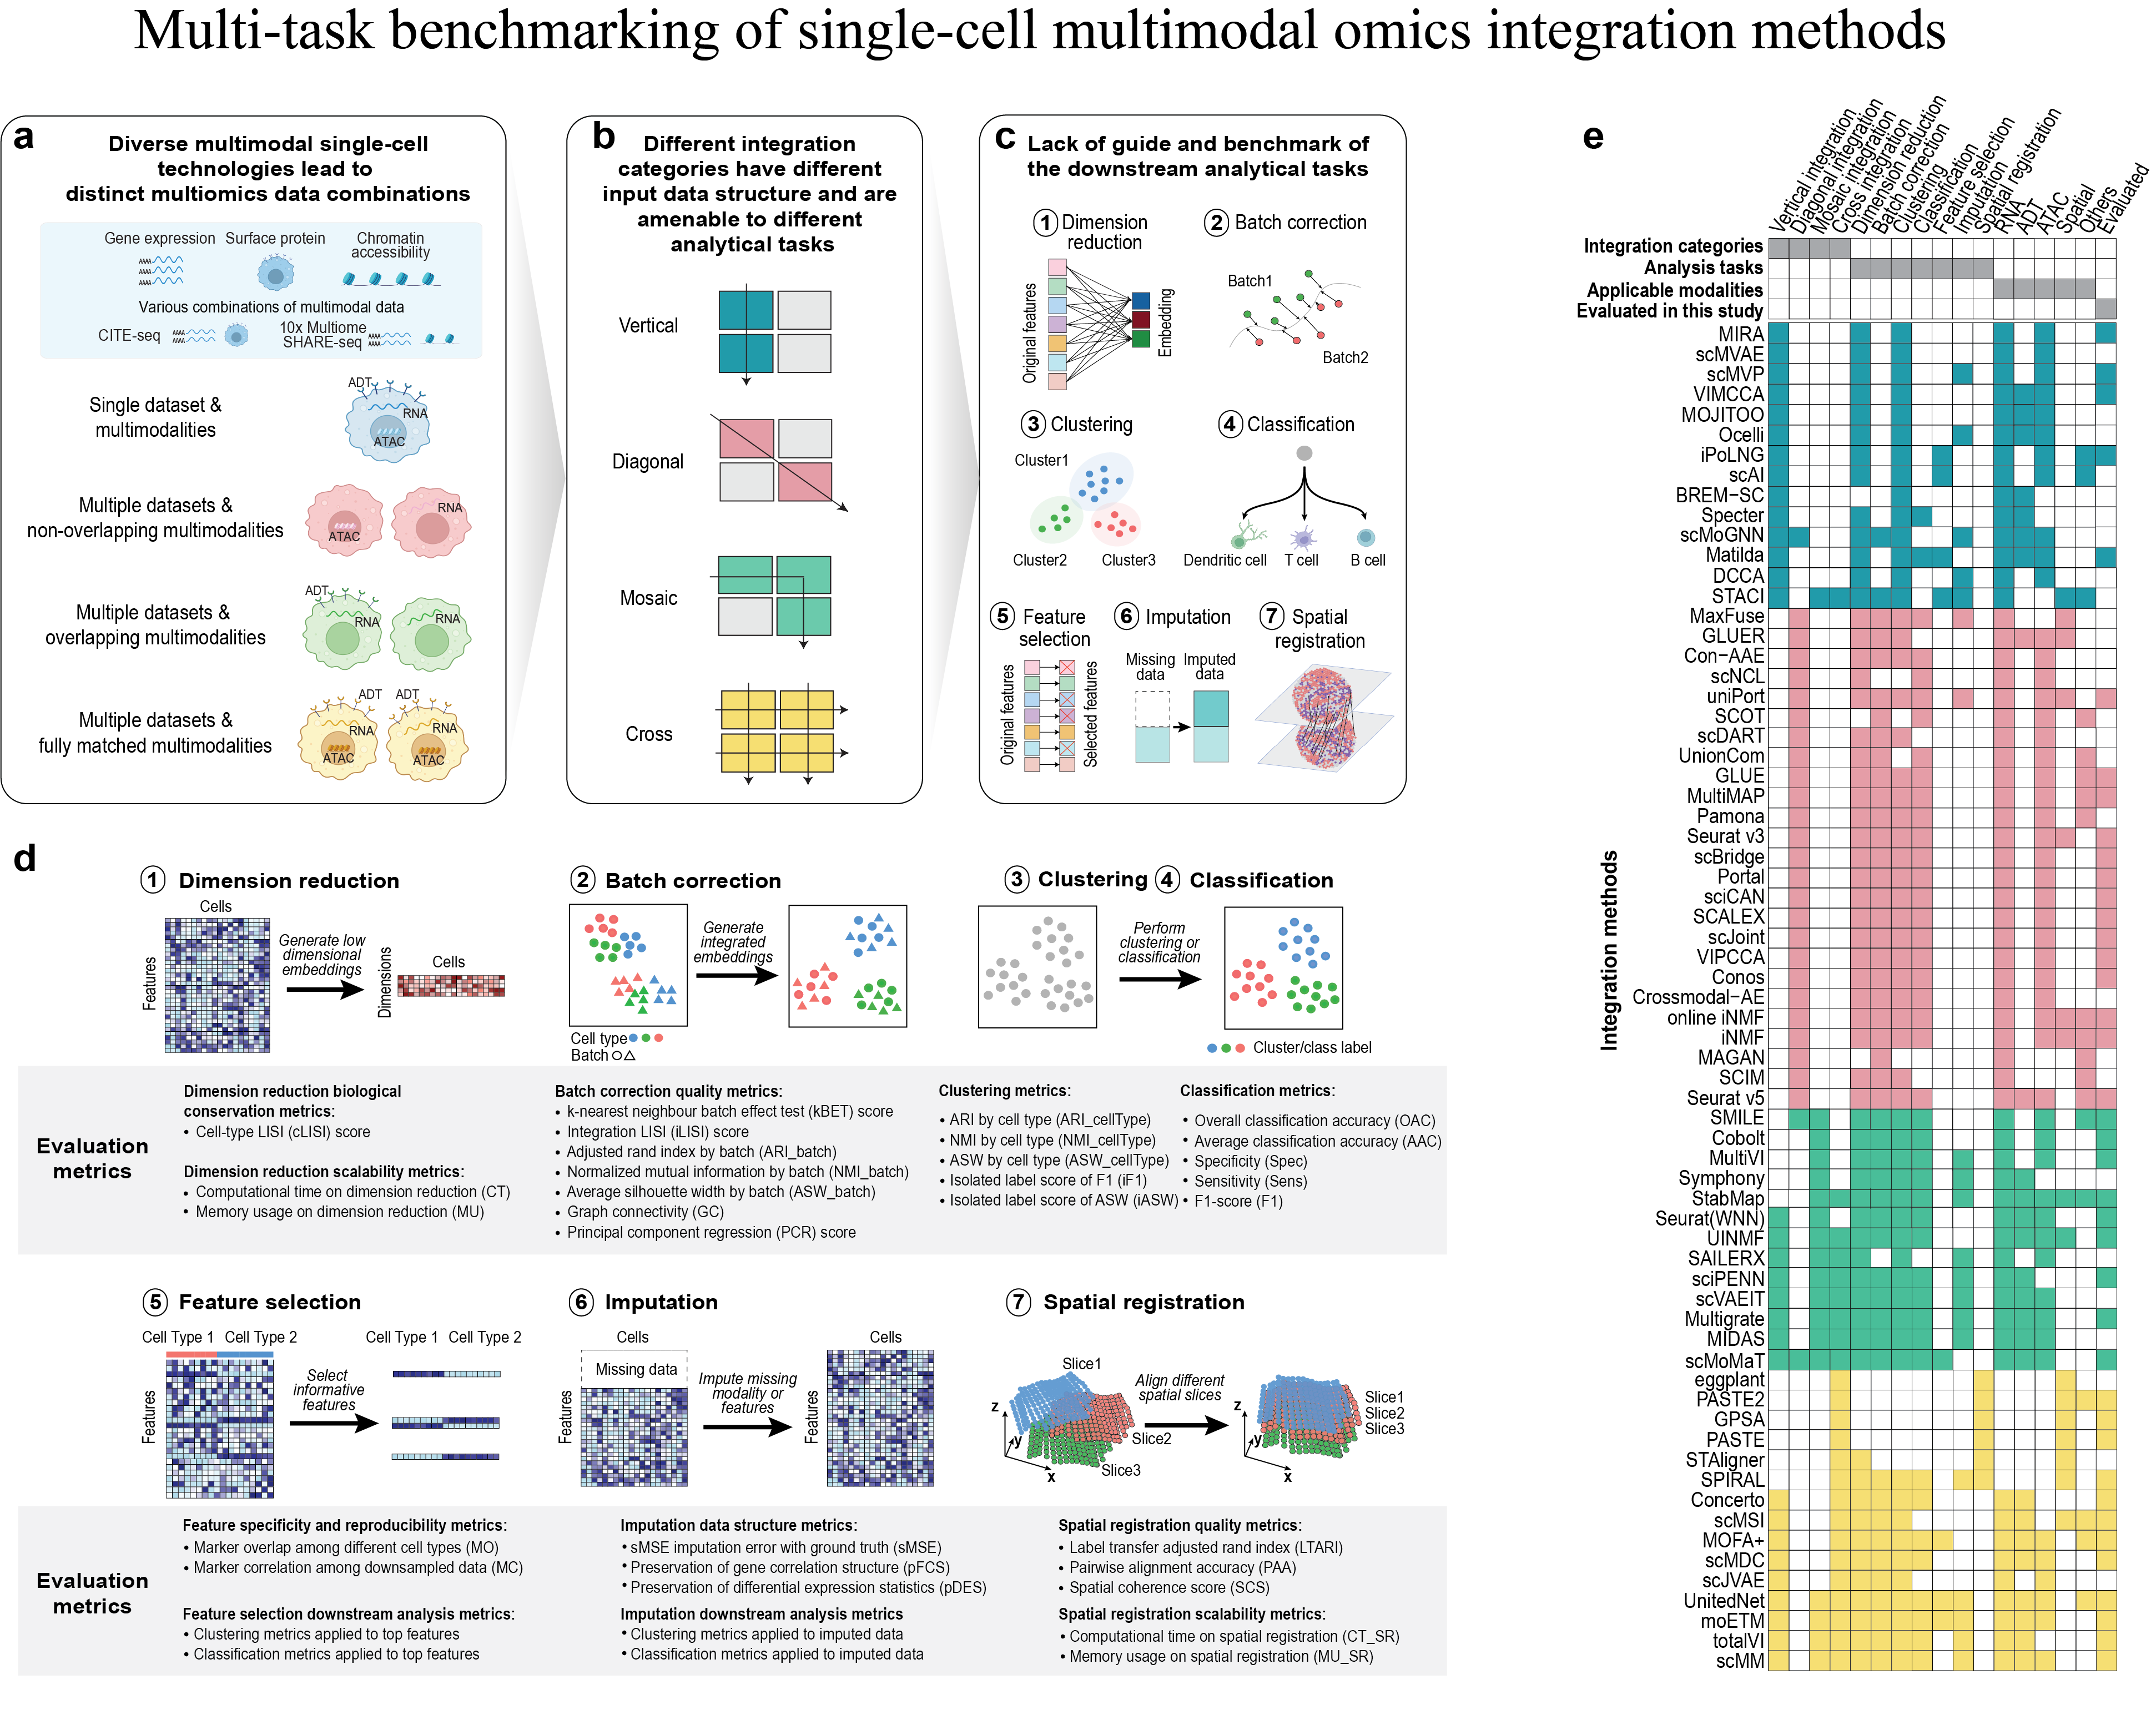 Multi-task benchmarking of single-cell multimodal omics integration methods
a
Diverse multimodal single-cell
technologies lead to
distinct multiomics data combinations
Gene expression
Surface protein
Chromatin
accessibility
AAAA
AAAA
AAAA
Various combinations of multimodal data
CITE-seq
AAAA
AAAA
10x Multiome
SHARE-seq
AAAA
AAAA
Single dataset &
multimodalities
ADT
RNA
ATAC
Multiple datasets &
non-overlapping multimodalities
ATAC
RNA
Multiple datasets &
overlapping multimodalities
ADT
RNA
RNA
Multiple datasets &
fully matched multimodalities
ADT
ADT
RNA
RNA
ATAC
ATAC
b
Different integration
categories have different
input data structure and are
amenable to different
analytical tasks
Vertical
Diagonal
Mosaic
Cross
c
Lack of guide and benchmark of
the downstream analytical tasks
1 Dimension
reduction
Original features
Embedding
2 Batch correction
Batch1
Batch2
3 Clustering
Cluster1
Cluster2
Cluster3
4 Classification
Dendritic cell
T cell
B cell
5 Feature
selection
Original features
Selected features
6 Imputation
Missing
data
Imputed
data
7 Spatial
registration
d
1 Dimension reduction
Cells
Features
Generate low
dimensional
embeddings
Cells
Dimensions
2 Batch correction
Generate
integrated
embeddings
Cell type
Batch
3 Clustering 4 Classification
Perform
clustering or
classification
Cluster/class label
Evaluation
metrics
Dimension reduction biological
conservation metrics:
• Cell-type LISI (cLISI) score
Dimension reduction scalability metrics:
• Computational time on dimension reduction (CT)
• Memory usage on dimension reduction (MU)
Batch correction quality metrics:
• k-nearest neighbour batch effect test (kBET) score
• Integration LISI (iLISI) score
• Adjusted rand index by batch (ARI_batch)
• Normalized mutual information by batch (NMI_batch)
• Average silhouette width by batch (ASW_batch)
• Graph connectivity (GC)
• Principal component regression (PCR) score
Clustering metrics:
• ARI by cell type (ARI_cellType)
• NMI by cell type (NMI_cellType)
• ASW by cell type (ASW_cellType)
• Isolated label score of F1 (iF1)
• Isolated label score of ASW (iASW)
Classification metrics:
• Overall classification accuracy (OAC)
• Average classification accuracy (AAC)
• Specificity (Spec)
• Sensitivity (Sens)
• F1-score (F1)
5 Feature selection
Cell Type 1 Cell Type 2
Features
Select
informative
features
Cell Type 1 Cell Type 2
6 Imputation
Cells
Missing data
Features
Impute missing
modality or
features
Cells
Features
7 Spatial registration
Slice1
Slice2
Slice3
z
y
x
Align different
spatial slices
z
y
x
Slice1
Slice2
Slice3
Evaluation
metrics
Feature specificity and reproducibility metrics:
• Marker overlap among different cell types (MO)
• Marker correlation among downsampled data (MC)
Feature selection downstream analysis metrics:
• Clustering metrics applied to top features
• Classification metrics applied to top features
Imputation data structure metrics:
• sMSE imputation error with ground truth (sMSE)
• Preservation of gene correlation structure (pFCS)
• Preservation of differential expression statistics (pDES)
Imputation downstream analysis metrics
• Clustering metrics applied to imputed data
• Classification metrics applied to imputed data
Spatial registration quality metrics:
• Label transfer adjusted rand index (LTARI)
• Pairwise alignment accuracy (PAA)
• Spatial coherence score (SCS)
Spatial registration scalability metrics:
• Computational time on spatial registration (CT_SR)
• Memory usage on spatial registration (MU_SR)
e
Vertical integration
Diagonal integration
Mosaic integration
Cross integration
Dimension reduction
Batch correction
Clustering
Classification
Feature selection
Imputation
Spatial registration
RNA
ADT
ATAC
Spatial
Others
Evaluated
Integration categories
Analysis tasks
Applicable modalities
Evaluated in this study
Integration methods
MIRA
scMVAE
scMVP
VIMCCA
MOJITOO
Ocelli
iPoLNG
scAI
BREM−SC
Specter
scMoGNN
Matilda
DCCA
STACI
MaxFuse
GLUER
Con−AAE
scNCL
uniPort
SCOT
scDART
UnionCom
GLUE
MultiMAP
Pamona
Seurat v3
scBridge
Portal
sciCAN
SCALEX
scJoint
VIPCCA
Conos
Crossmodal−AE
online iNMF
iNMF
MAGAN
SCIM
Seurat v5
SMILE
Cobolt
MultiVI
Symphony
StabMap
Seurat(WNN)
UINMF
SAILERX
sciPENN
scVAEIT
Multigrate
MIDAS
scMoMaT
eggplant
PASTE2
GPSA
PASTE
STAligner
SPIRAL
Concerto
scMSI
MOFA+
scMDC
scJVAE
UnitedNet
moETM
totalVI
scMM